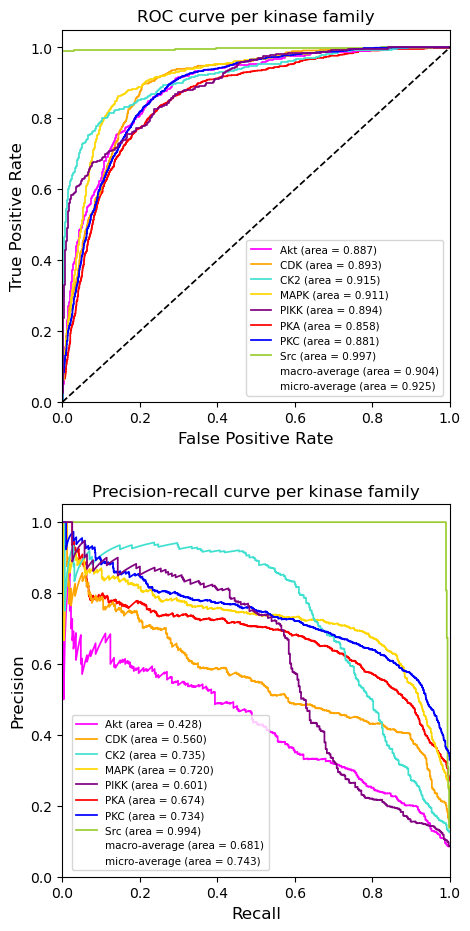 ROC curve per kinase family
True Positive Rate
1.0
0.8
0.6
0.4
0.2
0.0
Akt (area = 0.887)
CDK (area = 0.893)
CK2 (area = 0.915)
MAPK (area = 0.911)
PIKK (area = 0.894)
PKA (area = 0.858)
PKC (area = 0.881)
Src (area = 0.997)
macro-average (area = 0.904)
micro-average (area = 0.925)
0.0 0.2 0.4 0.6 0.8 1.0
False Positive Rate
Precision-recall curve per kinase family
Precision
1.0
0.8
0.6
0.4
0.2
0.0
Akt (area = 0.428)
CDK (area = 0.560)
CK2 (area = 0.735)
MAPK (area = 0.720)
PIKK (area = 0.601)
PKA (area = 0.674)
PKC (area = 0.734)
Src (area = 0.994)
macro-average (area = 0.681)
micro-average (area = 0.743)
0.0 0.2 0.4 0.6 0.8 1.0
Recall